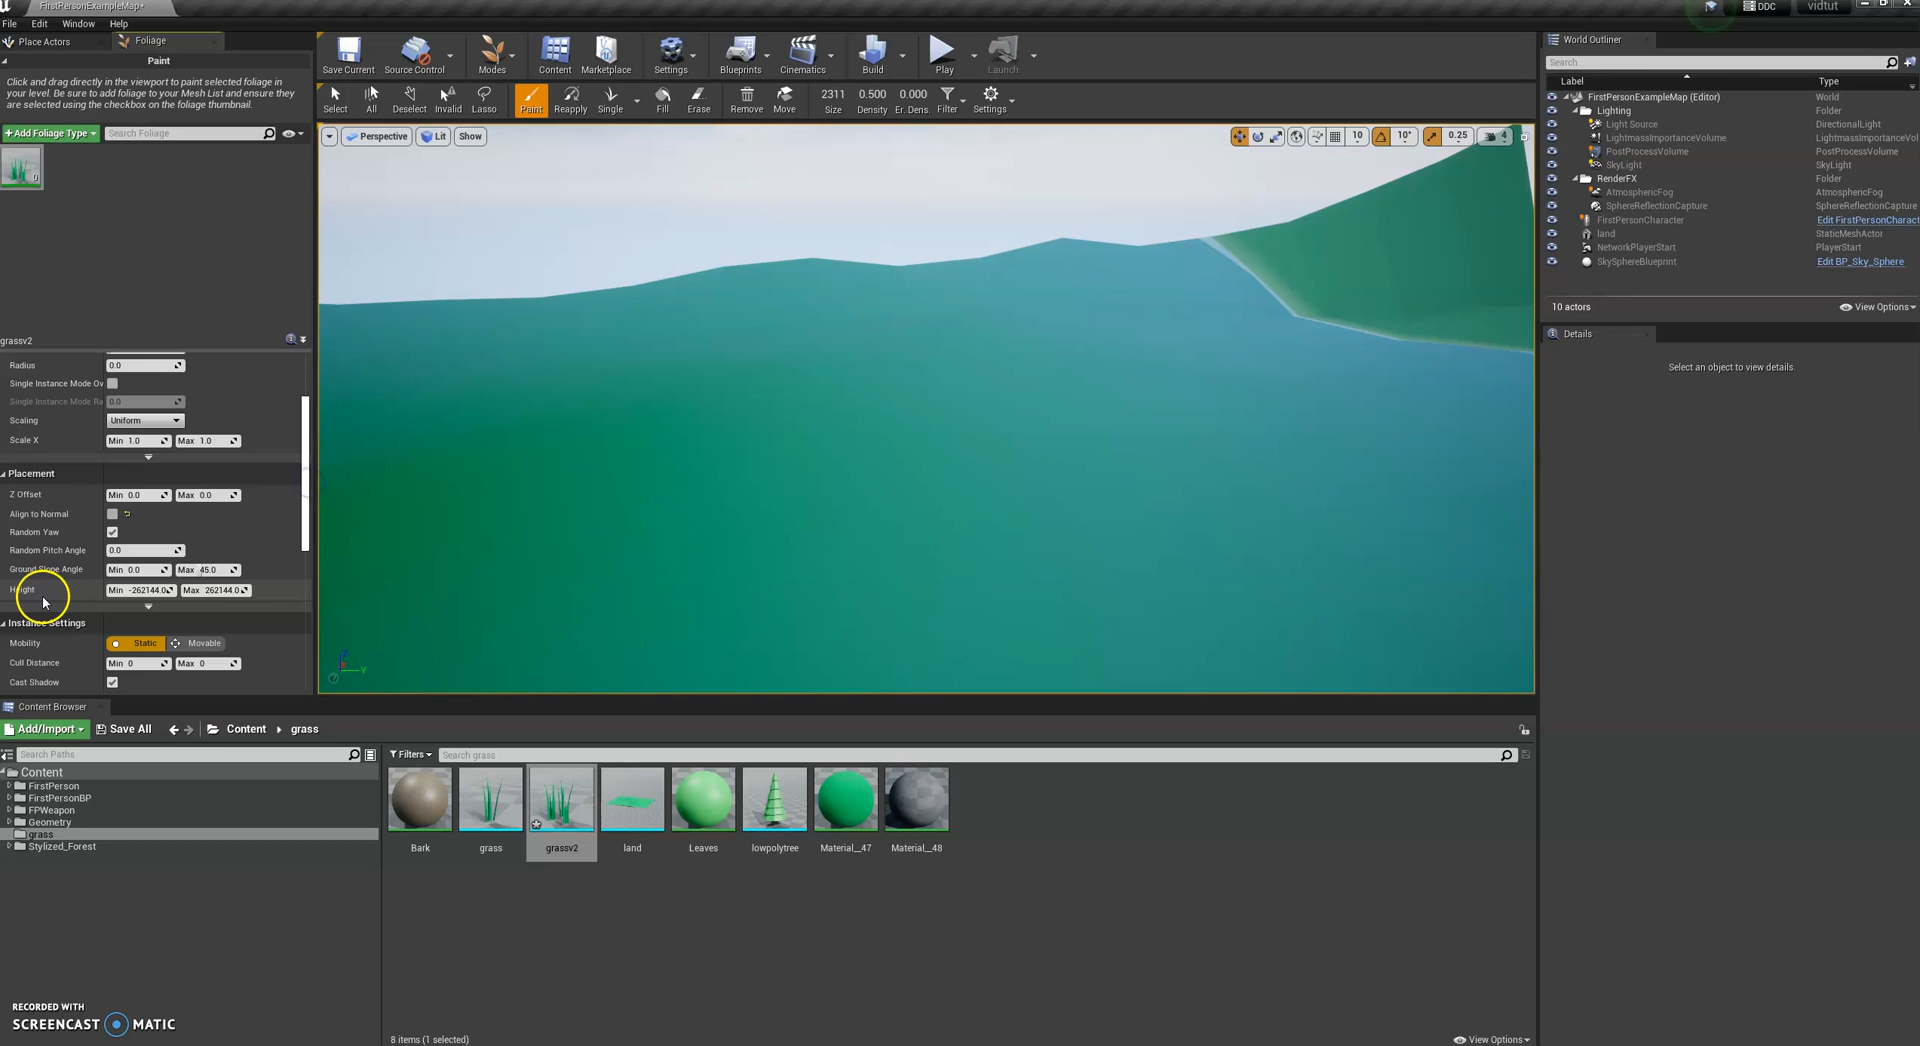 FirstPersonExampleMap*
DDC
vidtut
File Edit Window Help
Place Actors
Foliage
Paint
Click and drag directly in the viewport to paint selected foliage in
your level. Be sure to add foliage to your Mesh List and ensure they
are selected using the checkbox on the foliage thumbnail.
+Add Foliage Type
Search Foliage
0
grassv2
Radius 0.0
Single Instance Mode Ov
Single Instance Mode Ra 0.0
Scaling Uniform
Scale X Min 1.0 Max 1.0
Placement
Z Offset Min 0.0 Max 0.0
Align to Normal
Random Yaw
Random Pitch Angle 0.0
Ground Slope Angle Min 0.0 Max 45.0
Height Min -262144.0 Max 262144.0
Instance Settings
Mobility Static Movable
Cull Distance Min 0 Max 0
Cast Shadow
Save Current Source Control Modes Content Marketplace Settings Blueprints Cinematics Build Play Launch
Select All Deselect Invalid Lasso Paint Reapply Single Fill Erase Remove Move
2311 0.500 0.000
Size Density Er. Dens. Filter Settings
Perspective Lit Show
10 10° 0.25 4
Z
X
Y
World Outliner
Search...
Label Type
FirstPersonExampleMap (Editor) World
Lighting Folder
Light Source DirectionalLight
LightmassImportanceVolume LightmassImportanceVol
PostProcessVolume PostProcessVolume
SkyLight SkyLight
RenderFX Folder
AtmosphericFog AtmosphericFog
SphereReflectionCapture SphereReflectionCapture
FirstPersonCharacter Edit FirstPersonCharact
land StaticMeshActor
NetworkPlayerStart PlayerStart
SkySphereBlueprint Edit BP_Sky_Sphere
10 actors
View Options
Details
Select an object to view details.
Content Browser
Add/Import Save All Content grass
Search Paths
Content
FirstPerson
FirstPersonBP
FPWeapon
Geometry
grass
Stylized_Forest
Filters Search grass
Bark grass grassv2 land Leaves lowpolytree Material__47 Material__48
8 items (1 selected)
View Options
RECORDED WITH
SCREENCAST MATIC